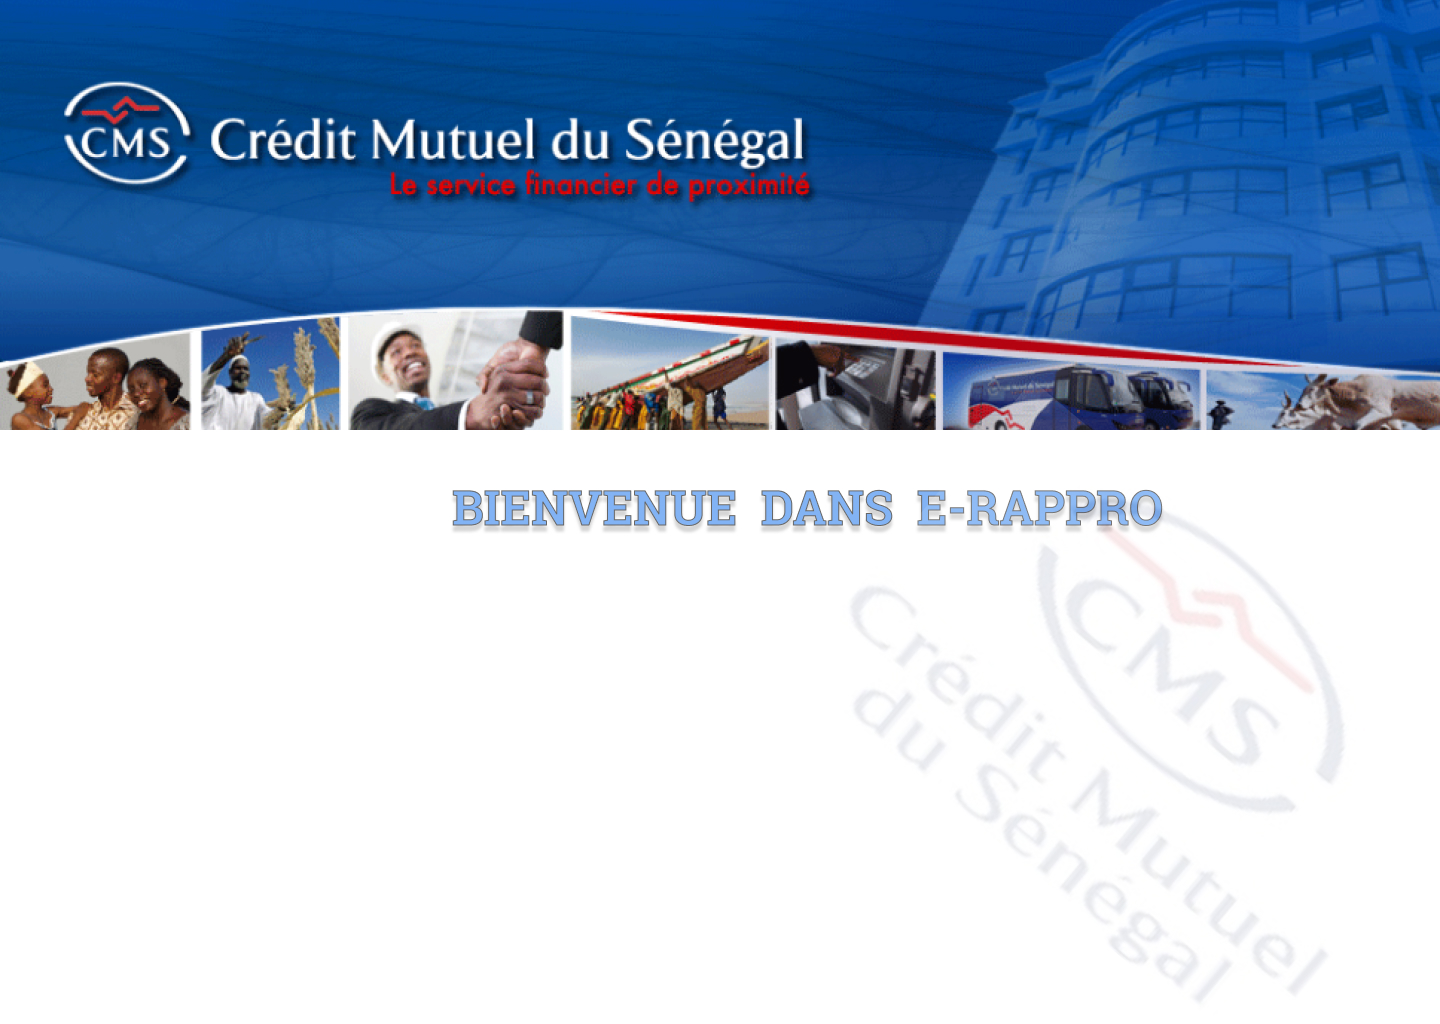 CMS
Crédit Mutuel du Sénégal
Le service financier de proximité
BIENVENUE DANS E-RAPPRO
CMS
Crédit Mutuel
du Sénégal